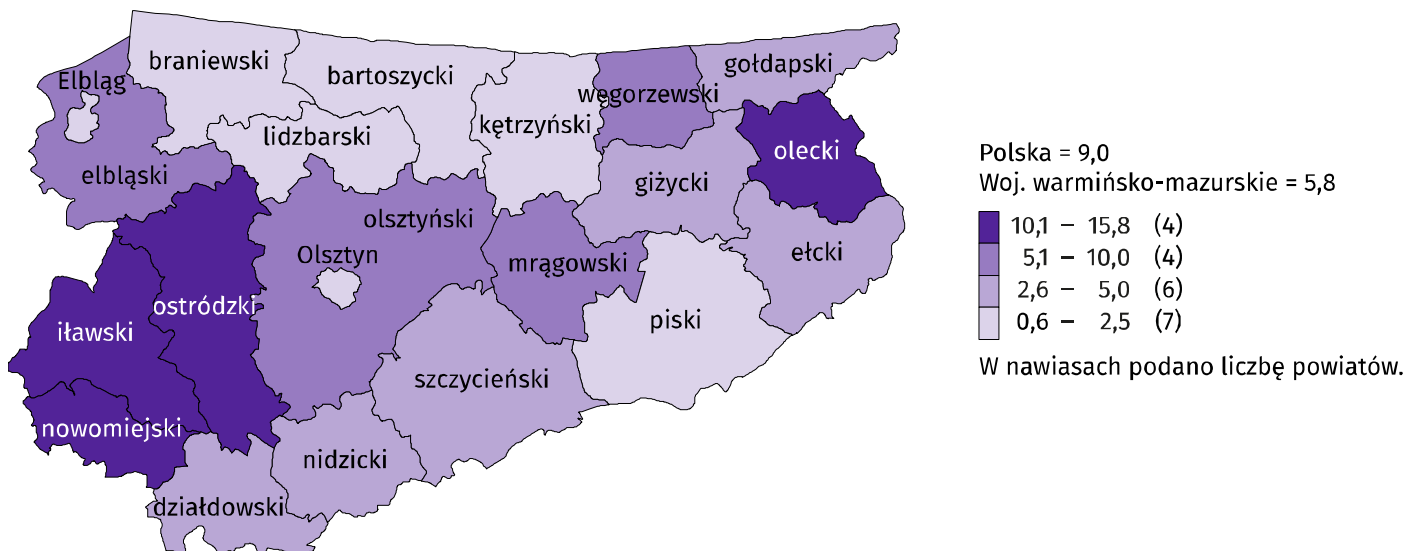 braniewski
bartoszycki
gołdapski
Elbląg
węgorzewski
lidzbarski
kętrzyński
olecki
elbląski
giżycki
olsztyński
Olsztyn
mrągowski
ełcki
ostródzki
iławski
piski
szczycieński
nowomiejski
nidzicki
działdowski
Polska = 9,0
Woj. warmińsko-mazurskie = 5,8
10,1 – 15,8 (4)
5,1 – 10,0 (4)
2,6 – 5,0 (6)
0,6 – 2,5 (7)
W nawiasach podano liczbę powiatów.